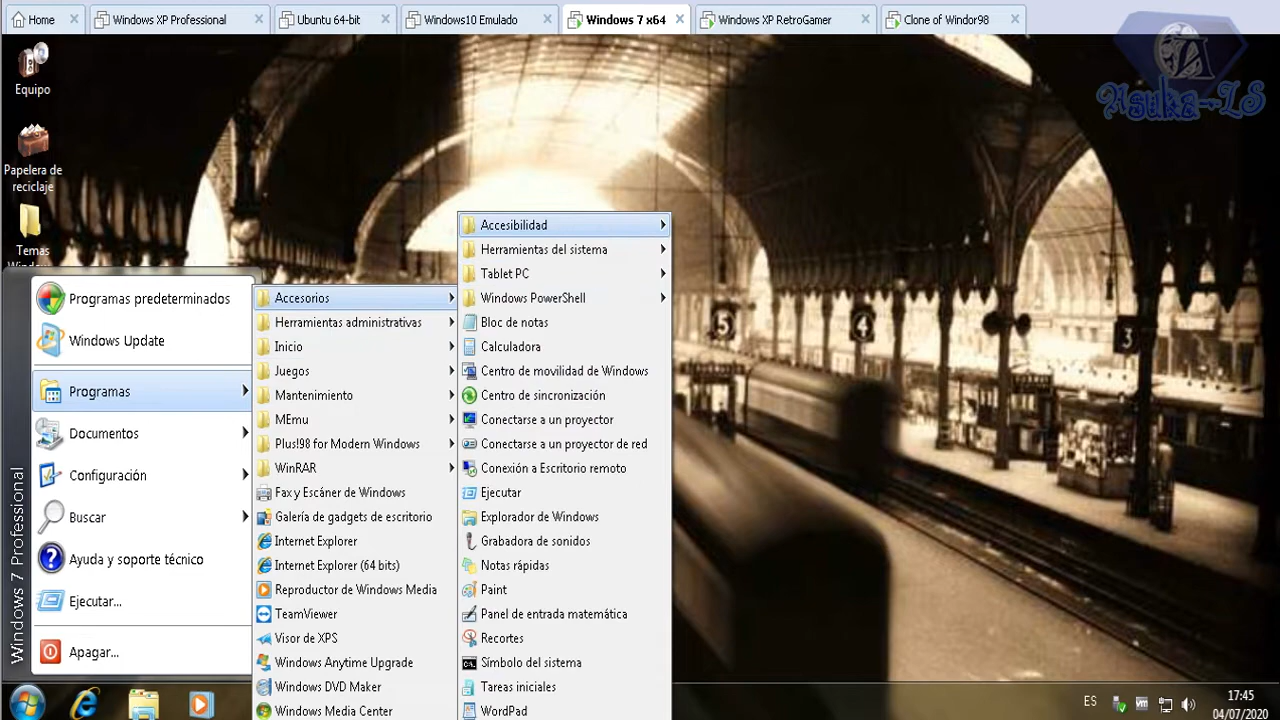 Home
Windows XP Professional
Ubuntu 64-bit
Windows10 Emulado
Windows 7 x64
Windows XP RetroGamer
Clone of Windor98
Asuka-LS
Equipo
Papelera de
reciclaje
Temas
Windows 7 Professional
Programas predeterminados
Windows Update
Programas
Documentos
Configuración
Buscar
Ayuda y soporte técnico
Ejecutar...
Apagar...
Accesorios
Herramientas administrativas
Inicio
Juegos
Mantenimiento
MEmu
Plus!98 for Modern Windows
WinRAR
Fax y Escáner de Windows
Galería de gadgets de escritorio
Internet Explorer
Internet Explorer (64 bits)
Reproductor de Windows Media
TeamViewer
Visor de XPS
Windows Anytime Upgrade
Windows DVD Maker
Windows Media Center
Accesibilidad
Herramientas del sistema
Tablet PC
Windows PowerShell
Bloc de notas
Calculadora
Centro de movilidad de Windows
Centro de sincronización
Conectarse a un proyector
Conectarse a un proyector de red
Conexión a Escritorio remoto
Ejecutar
Explorador de Windows
Grabadora de sonidos
Notas rápidas
Paint
Panel de entrada matemática
Recortes
Símbolo del sistema
Tareas iniciales
WordPad
5
4
3
ES
17:45
04/07/2020